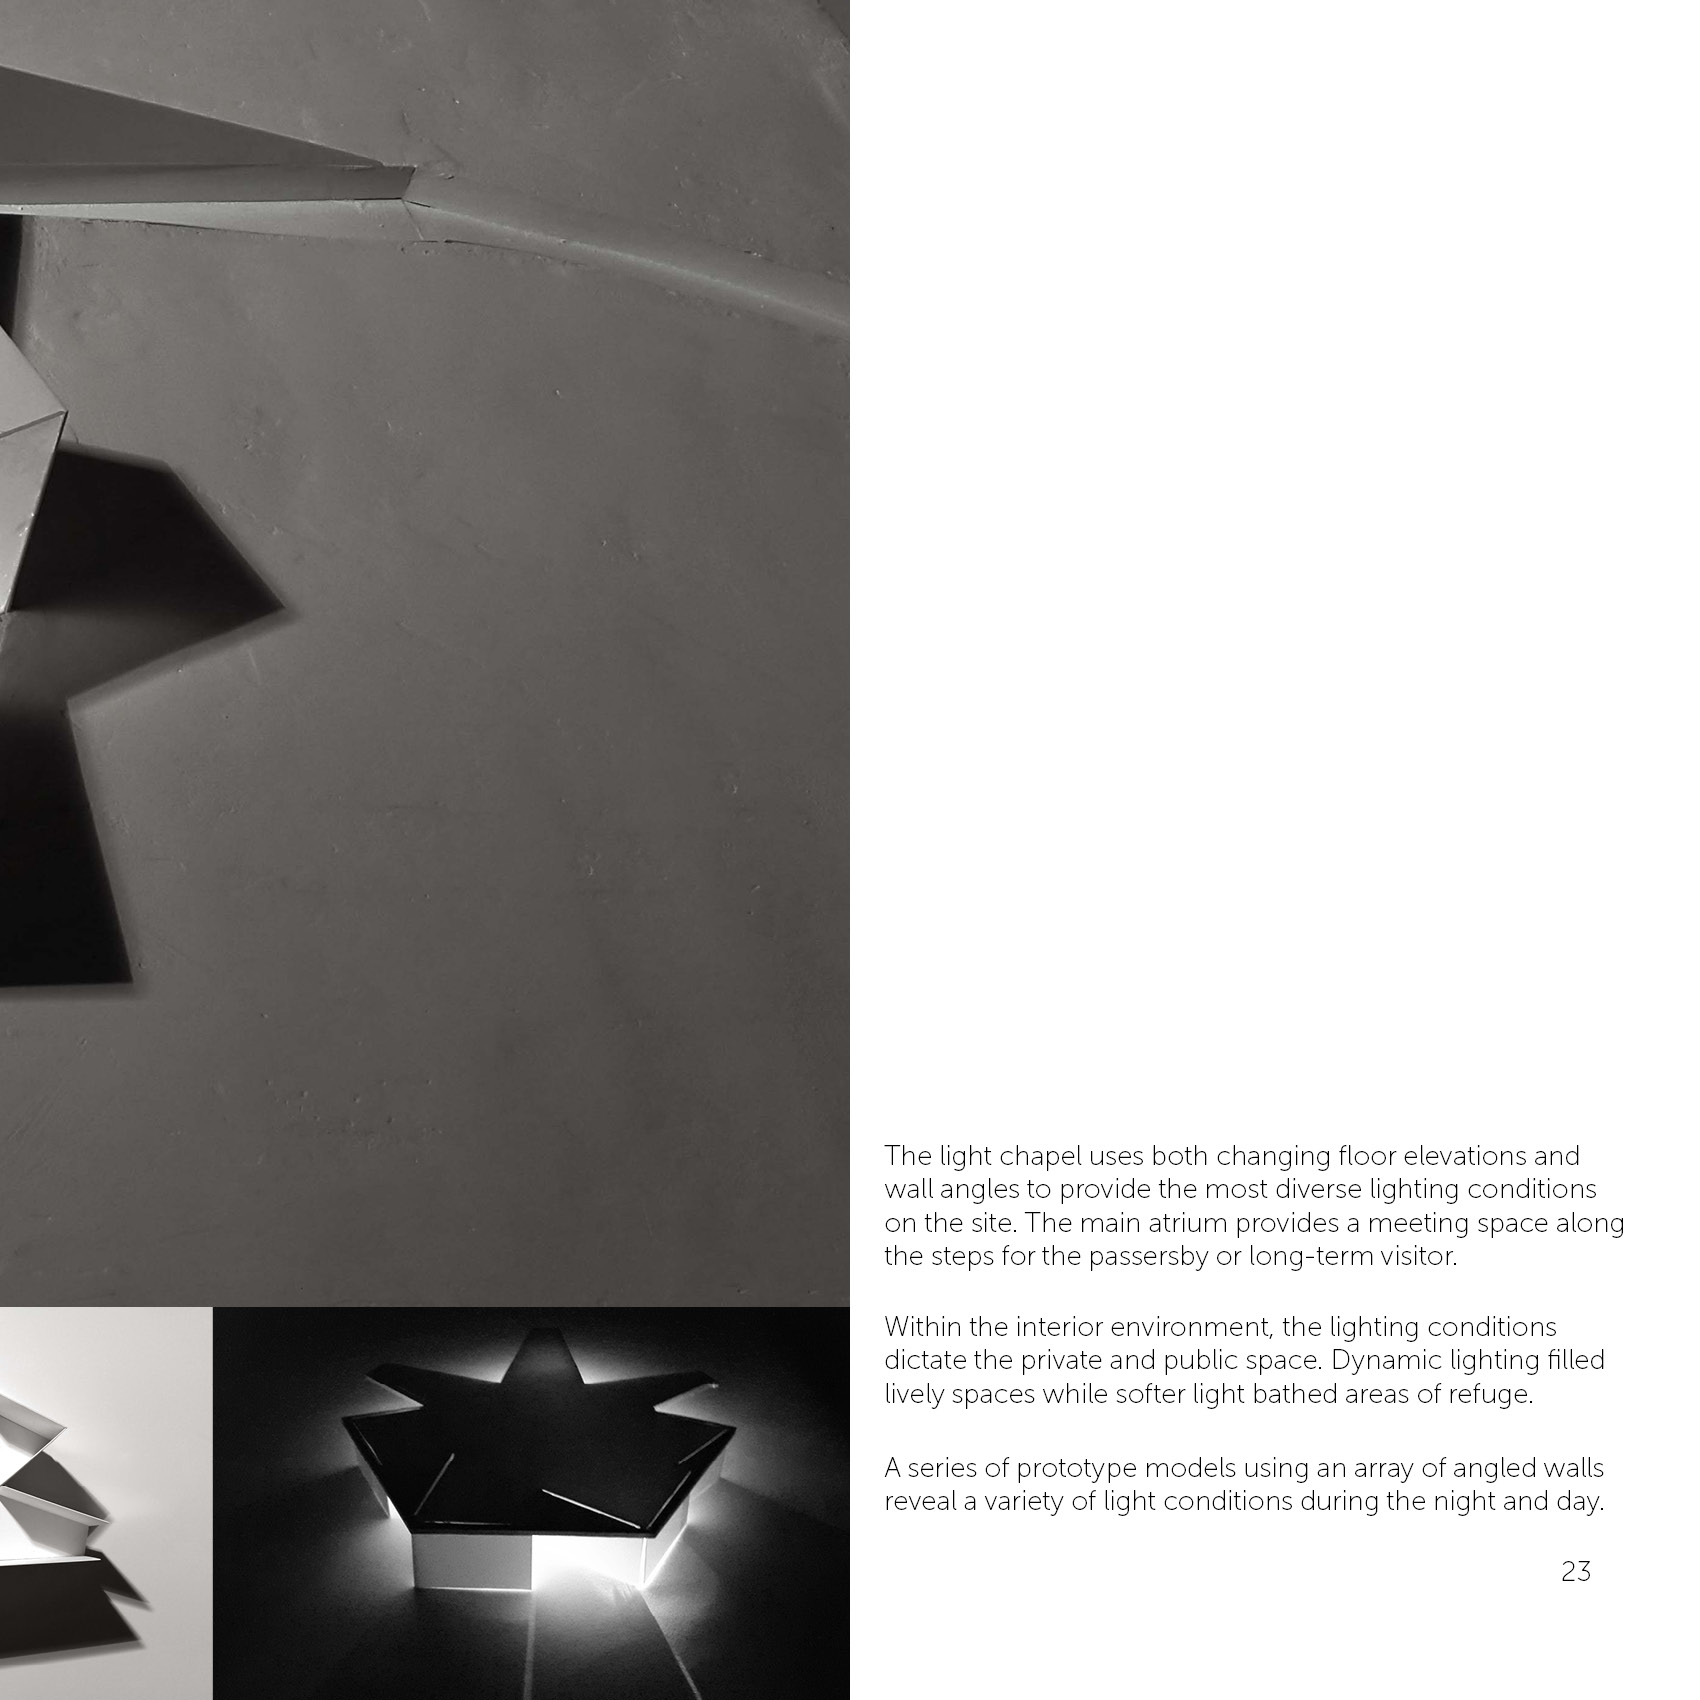 The light chapel uses both changing floor elevations and
wall angles to provide the most diverse lighting conditions
on the site. The main atrium provides a meeting space along
the steps for the passersby or long-term visitor.
Within the interior environment, the lighting conditions
dictate the private and public space. Dynamic lighting filled
lively spaces while softer light bathed areas of refuge.
A series of prototype models using an array of angled walls
reveal a variety of light conditions during the night and day.
23